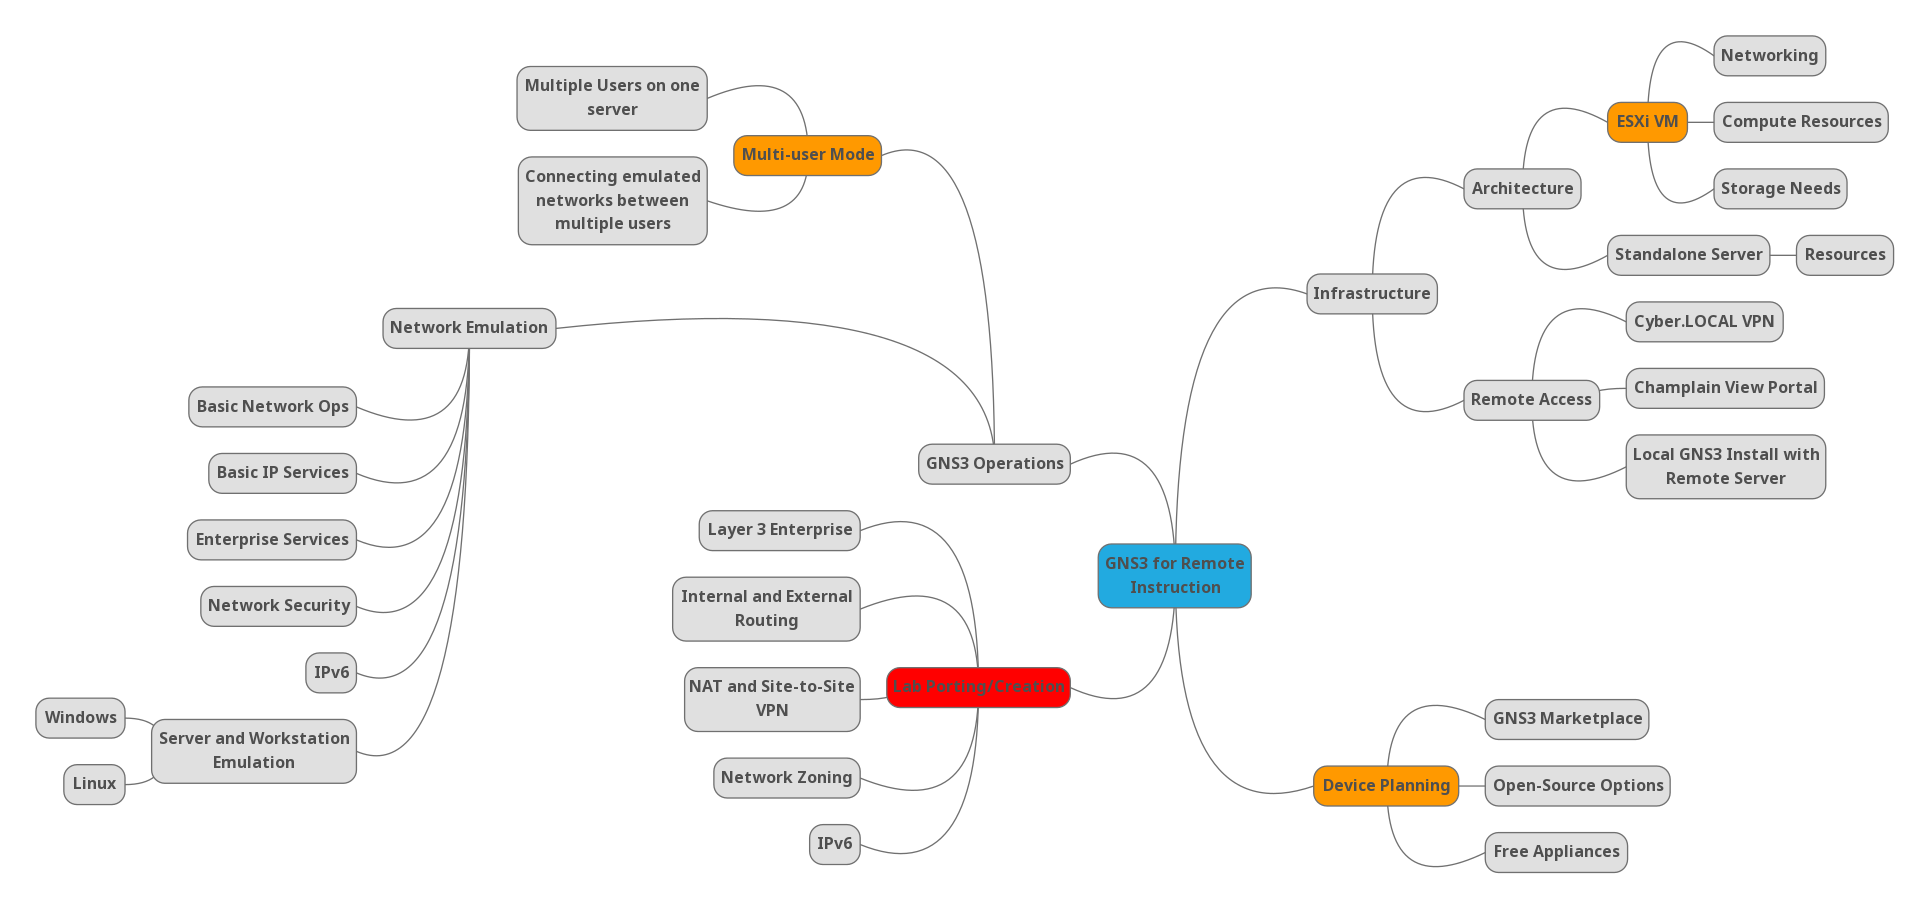 GNS3 for Remote
Instruction
GNS3 Operations
Multi-user Mode
Multiple Users on one
server
Connecting emulated
networks between
multiple users
Network Emulation
Basic Network Ops
Basic IP Services
Enterprise Services
Network Security
IPv6
Server and Workstation
Emulation
Windows
Linux
Lab Porting/Creation
Layer 3 Enterprise
Internal and External
Routing
NAT and Site-to-Site
VPN
Network Zoning
IPv6
Infrastructure
Architecture
ESXi VM
Networking
Compute Resources
Storage Needs
Standalone Server
Resources
Remote Access
Cyber.LOCAL VPN
Champlain View Portal
Local GNS3 Install with
Remote Server
Device Planning
GNS3 Marketplace
Open-Source Options
Free Appliances